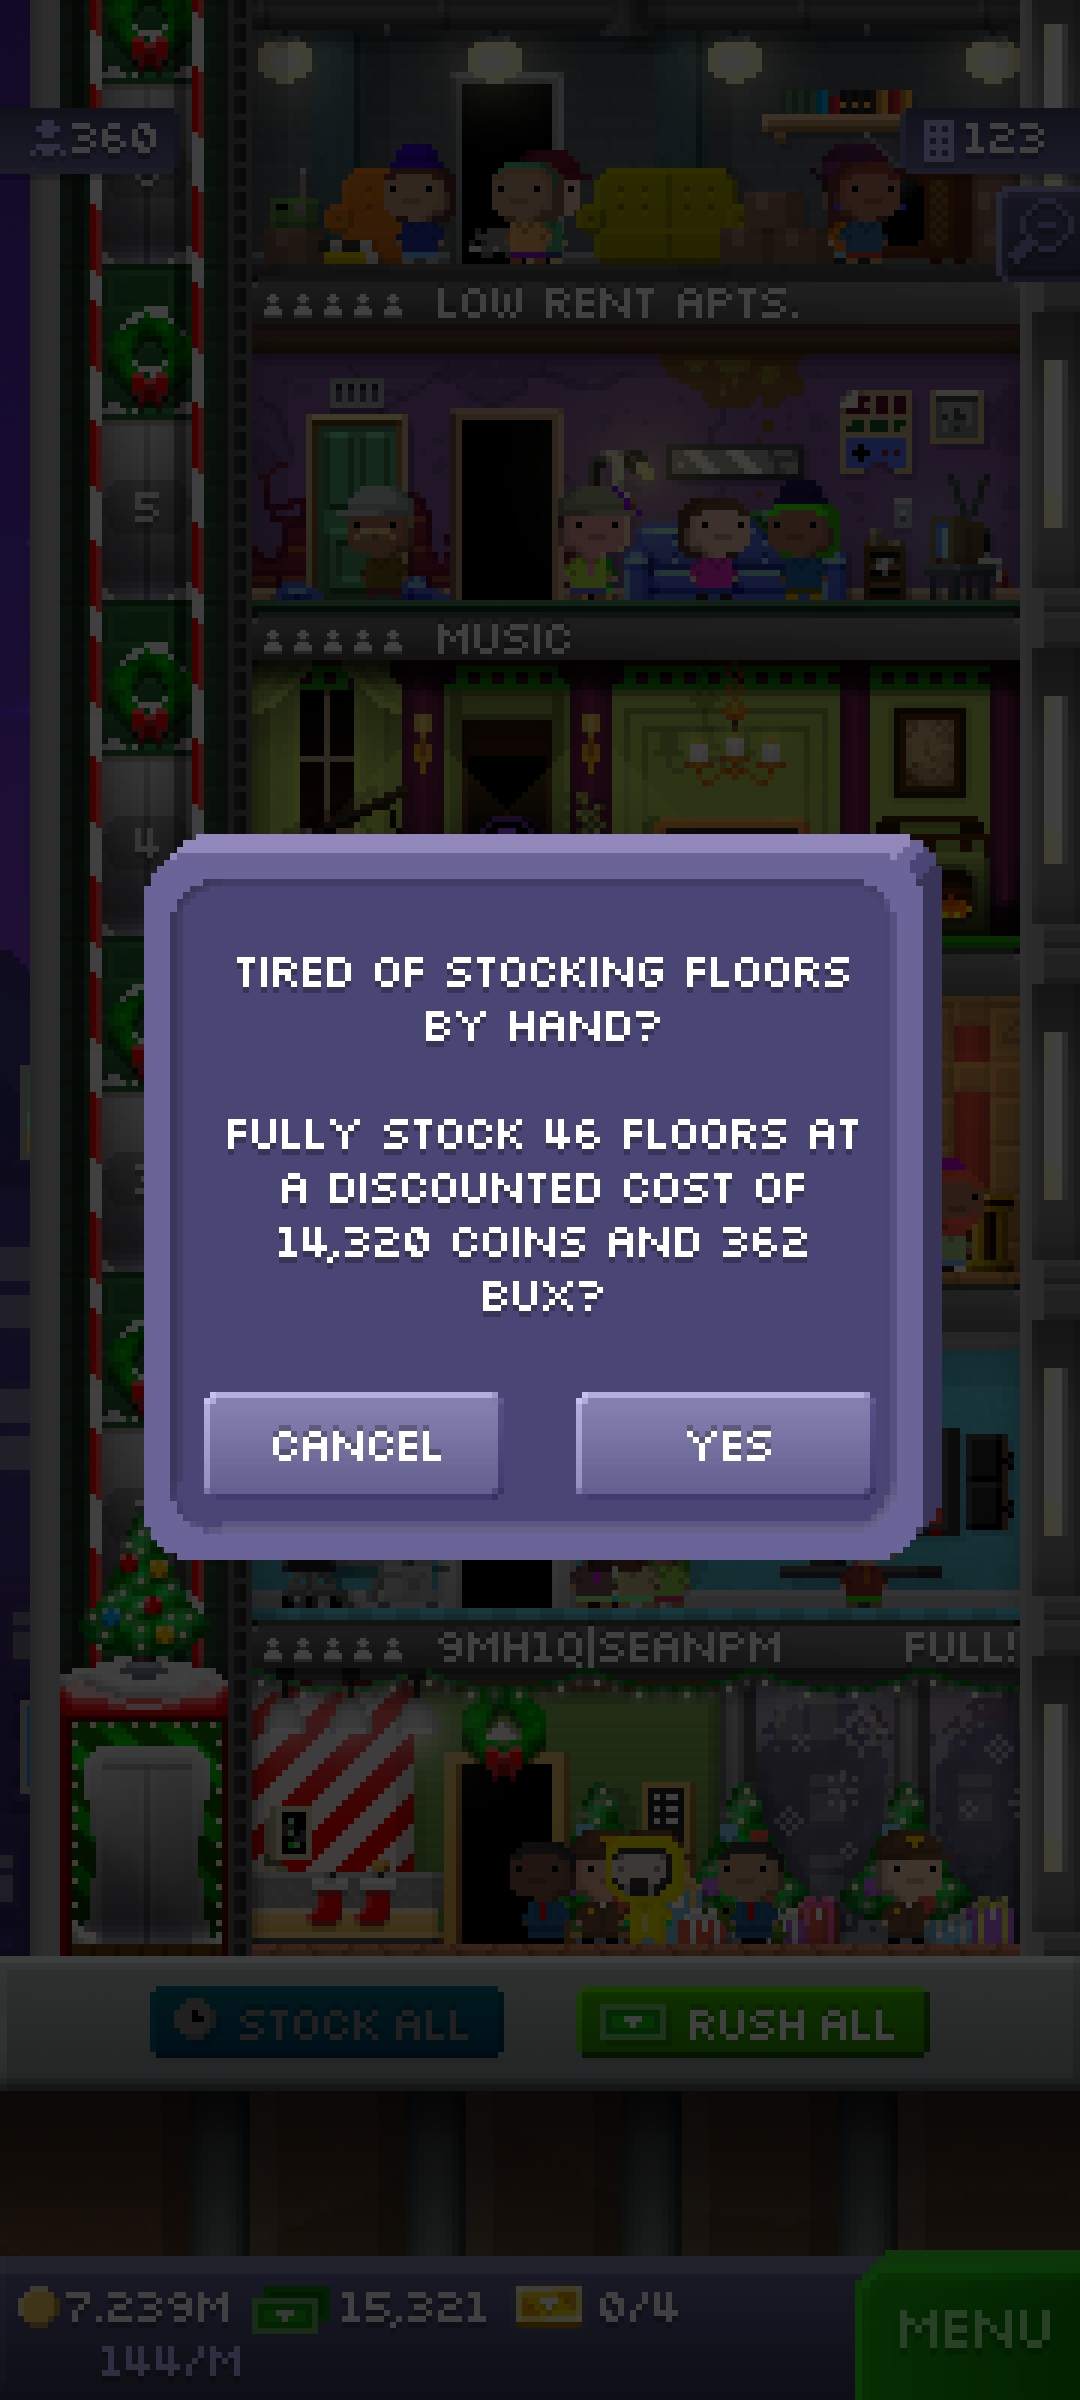 360
123
LOW RENT APTS.
5
MUSIC
4
TIRED OF STOCKING FLOORS
BY HAND?
FULLY STOCK 46 FLOORS AT
A DISCOUNTED COST OF
14,320 COINS AND 362
BUX?
CANCEL YES
9MH1Q|SEANPM FULL!
STOCK ALL RUSH ALL
7.239M 15,321 0/4
144/M
MENU